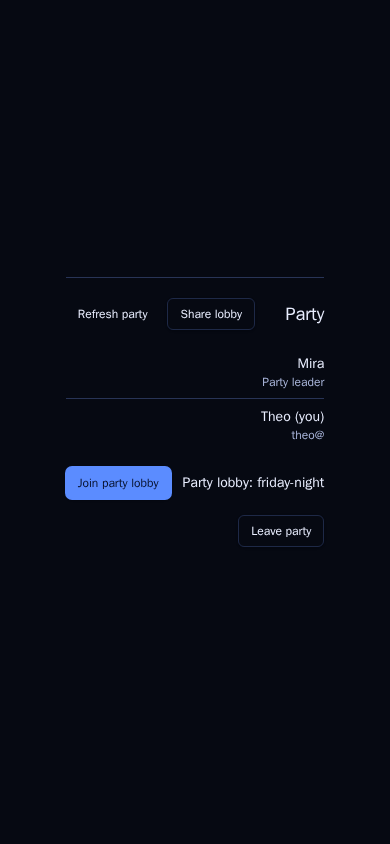 Party
Share lobby
Refresh party
Mira
Party leader
Theo (you)
theo@
Party lobby: friday-night
Join party lobby
Leave party